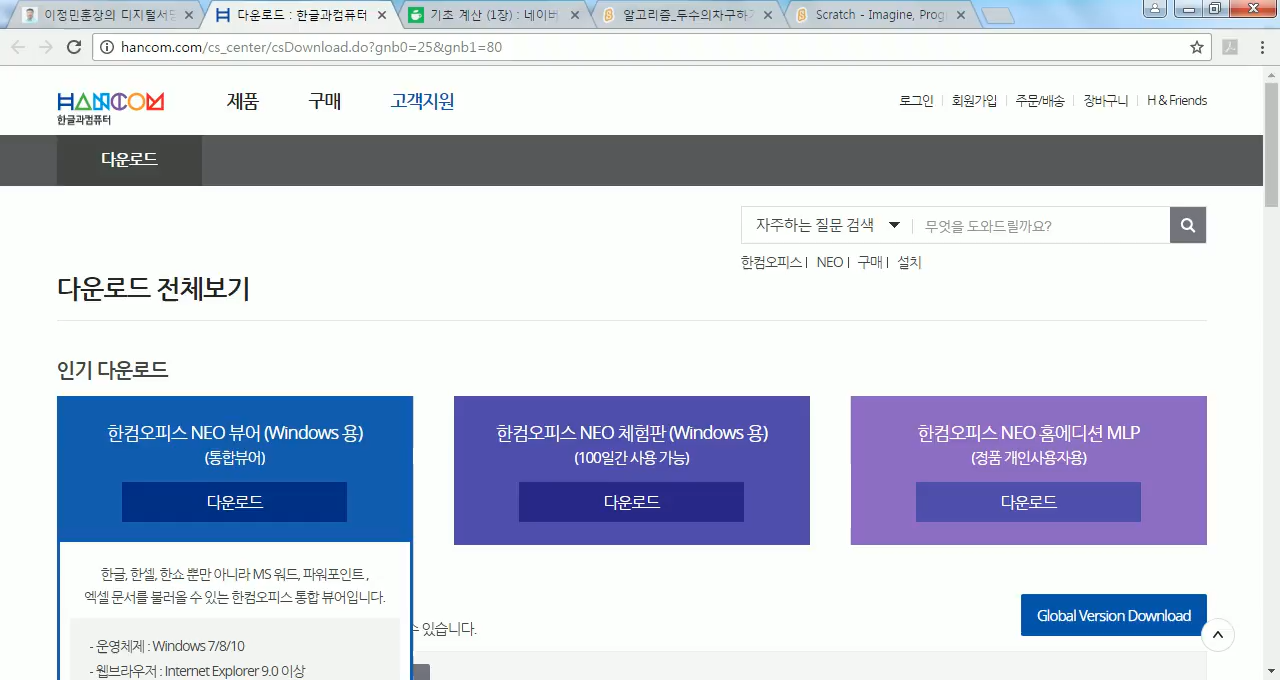 이정민훈장의 디지털서당
다운로드 : 한글과컴퓨터
기초 계산 (1장) : 네이버
알고리즘_두수의차구하기
Scratch - Imagine, Prog
hancom.com/cs_center/csDownload.do?gnb0=25&gnb1=80
HANCOM
한글과컴퓨터
제품
구매
고객지원
로그인
회원가입
주문/배송
장바구니
H & Friends
다운로드
자주하는 질문 검색
무엇을 도와드릴까요?
한컴오피스 | NEO | 구매 | 설치
다운로드 전체보기
인기 다운로드
한컴오피스 NEO 뷰어 (Windows 용)
(통합뷰어)
다운로드
한컴오피스 NEO 체험판 (Windows 용)
(100일간 사용 가능)
다운로드
한컴오피스 NEO 홈에디션 MLP
(정품 개인사용자용)
다운로드
한글, 한셀, 한쇼 뿐만 아니라 MS 워드, 파워포인트 ,
엑셀 문서를 불러올 수 있는 한컴오피스 통합 뷰어입니다.
- 운영체제 : Windows 7/8/10
- 웹브라우저 : Internet Explorer 9.0 이상
수 있습니다.
Global Version Download